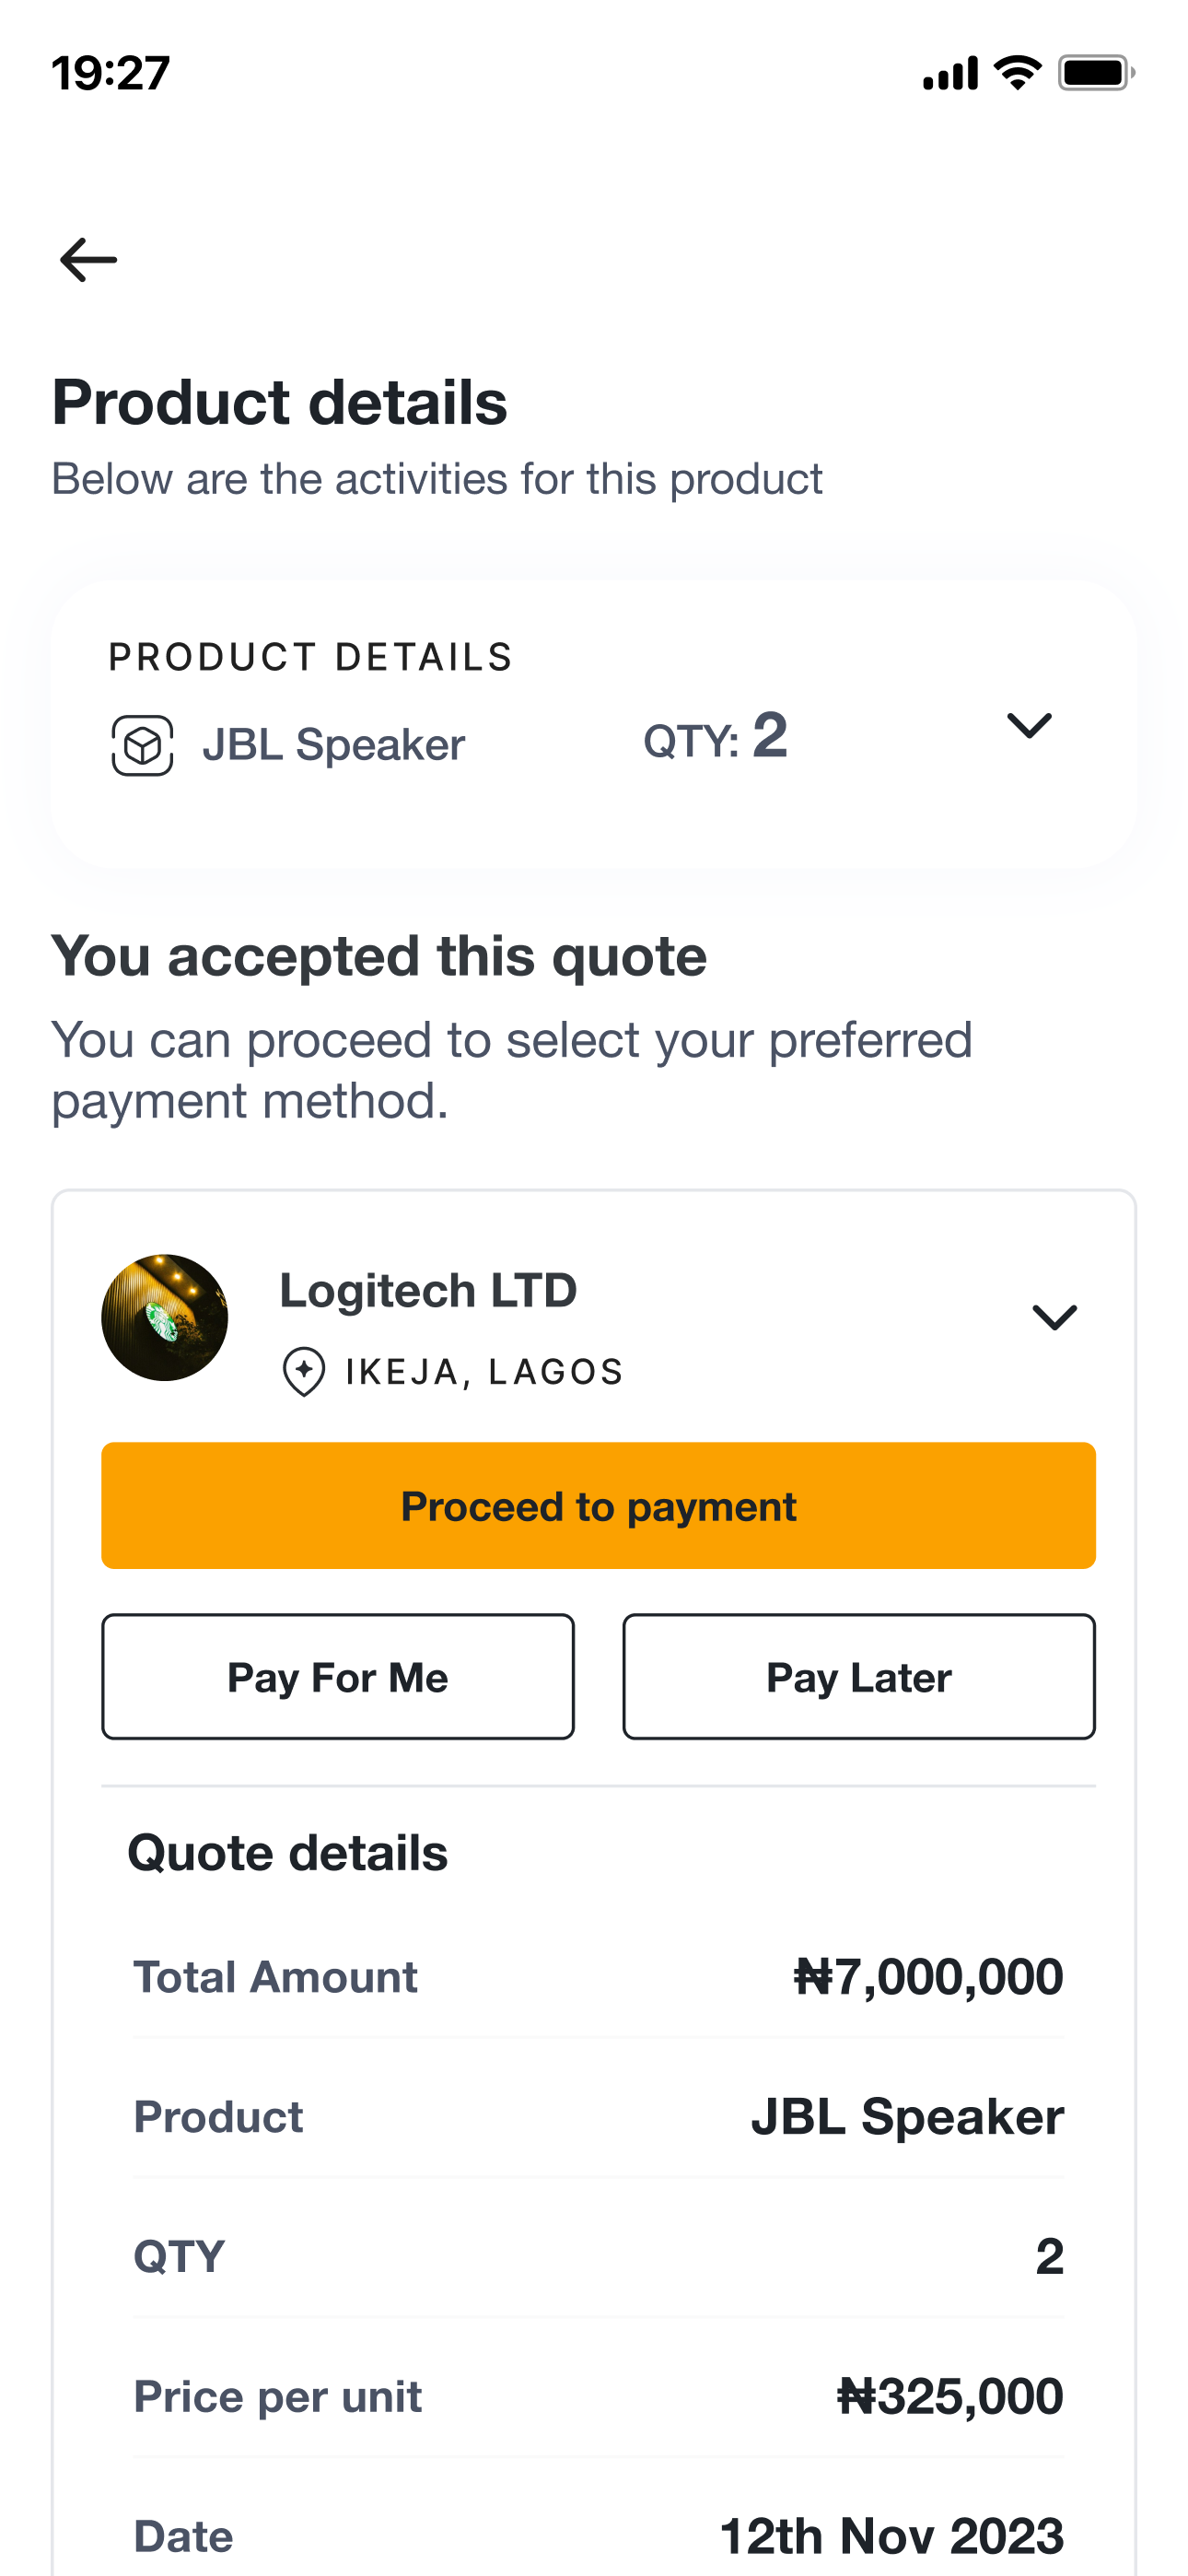 19:27
Product details
Below are the activities for this product
PRODUCT DETAILS
JBL Speaker QTY: 2
You accepted this quote
You can proceed to select your preferred
payment method.
Logitech LTD
IKEJA, LAGOS
Proceed to payment
Pay For Me Pay Later
Quote details
Total Amount ₦7,000,000
Product JBL Speaker
QTY 2
Price per unit ₦325,000
Date 12th Nov 2023